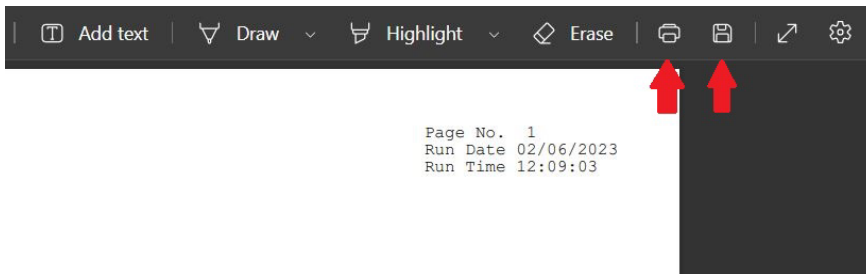 Add text Draw Highlight Erase
Page No. 1
Run Date 02/06/2023
Run Time 12:09:03